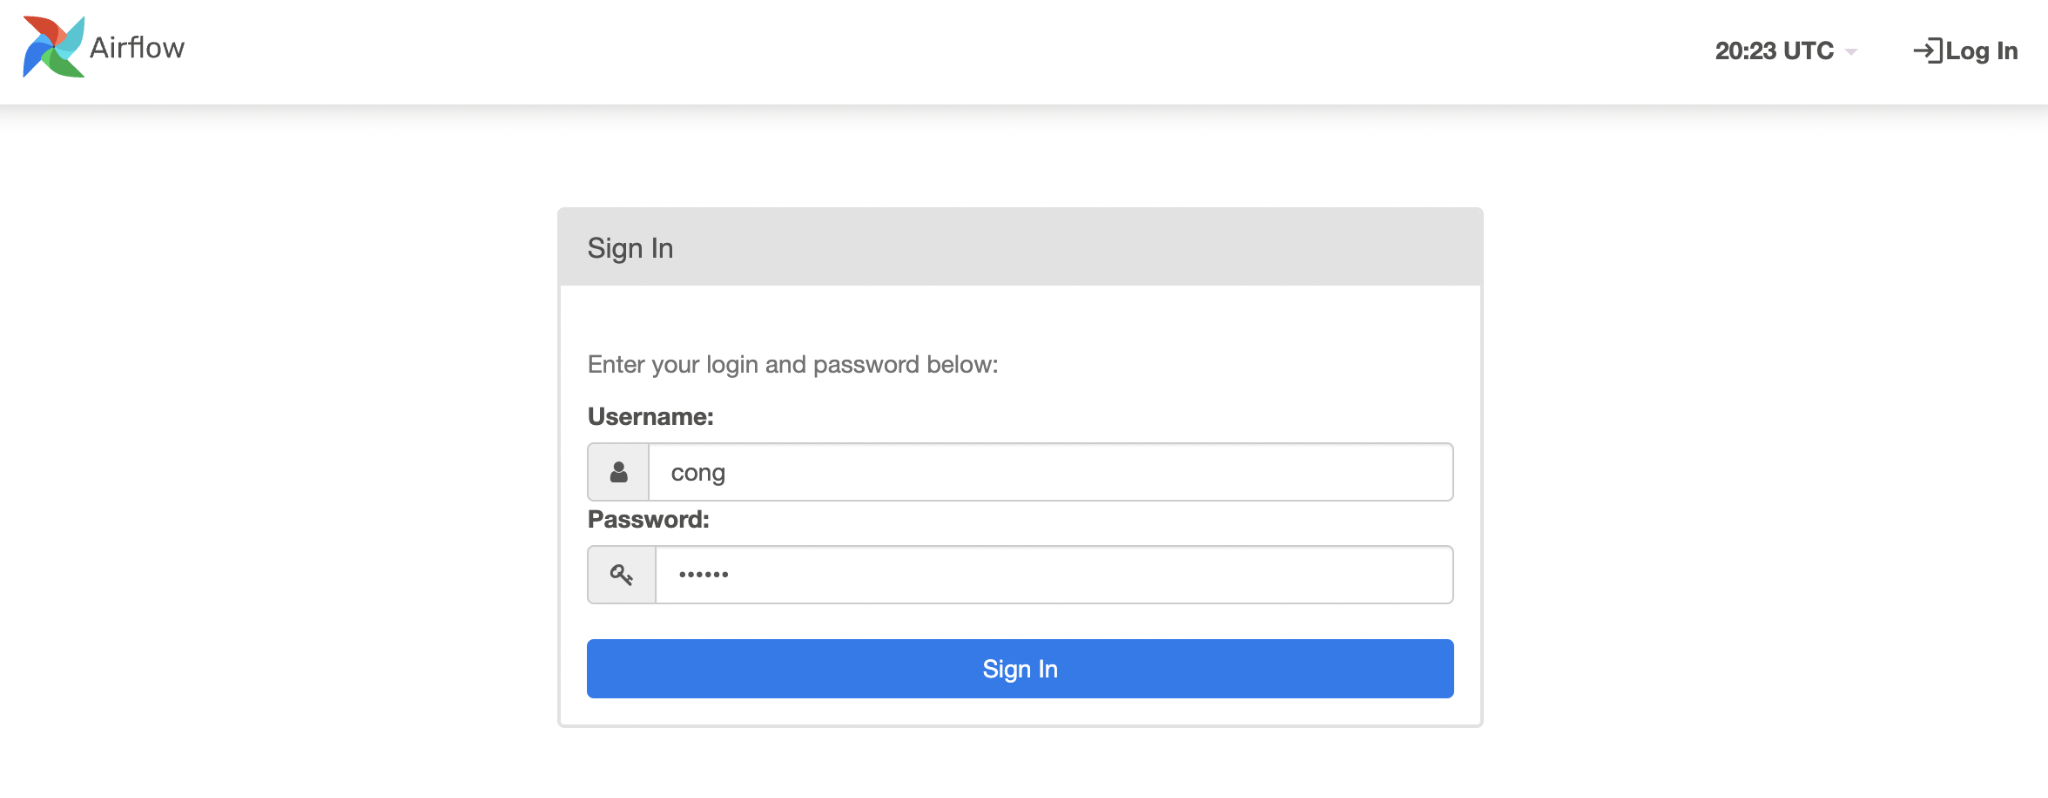 Airflow
20:23 UTC
Log In
Sign In
Enter your login and password below:
Username:
cong
Password:
••••••
Sign In